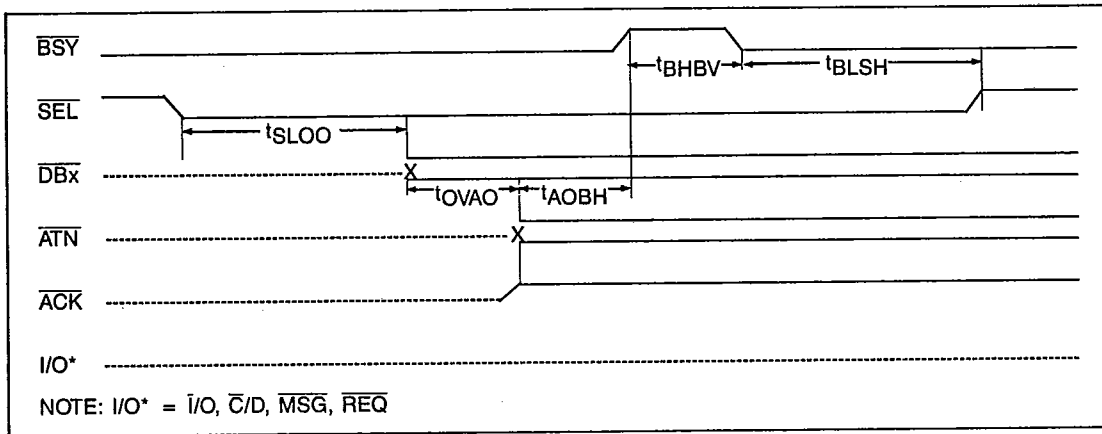 BSY
tBHBV
tBLSH
SEL
tSLOO
DBx
X
tOVAO
tAOBH
ATN
X
ACK
I/O*
NOTE: I/O* = I/O, C/D, MSG, REQ